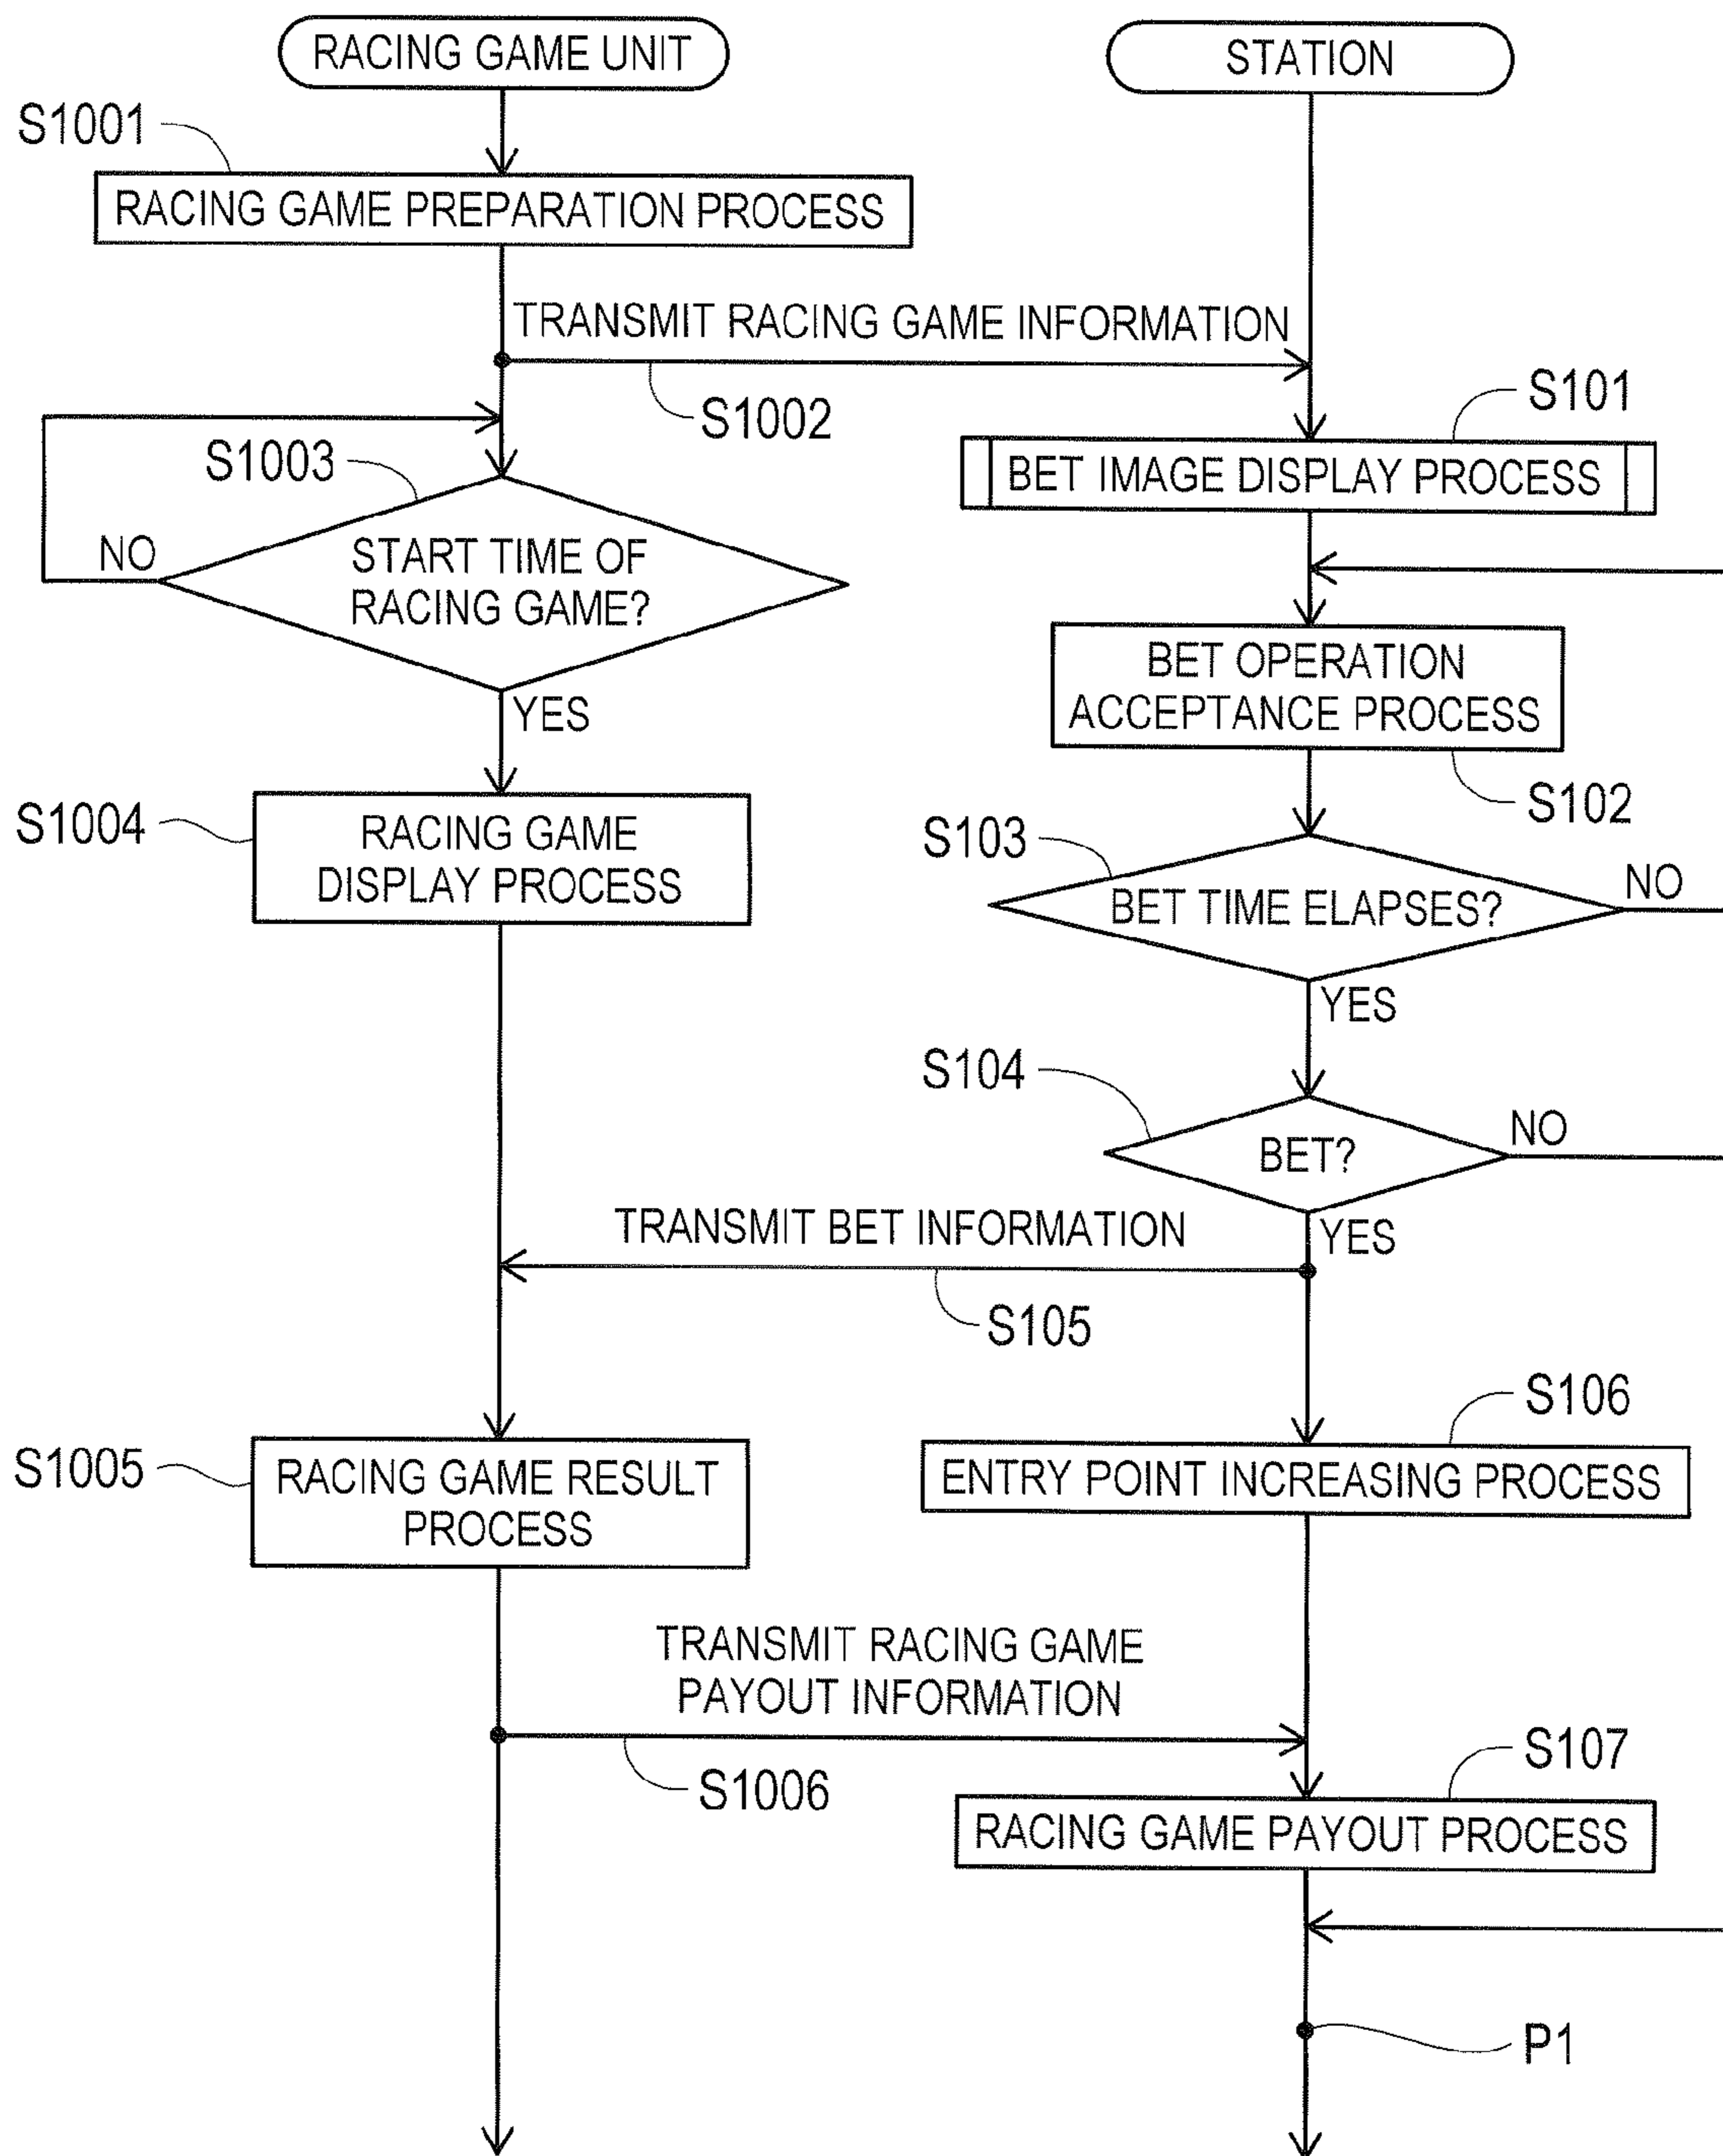 RACING GAME UNIT
STATION
S1001
RACING GAME PREPARATION PROCESS
TRANSMIT RACING GAME INFORMATION
S1002
S101
BET IMAGE DISPLAY PROCESS
S1003
NO
START TIME OF
RACING GAME?
YES
BET OPERATION
ACCEPTANCE PROCESS
S102
S1004
RACING GAME
DISPLAY PROCESS
S103
BET TIME ELAPSES?
NO
YES
S104
BET?
NO
YES
TRANSMIT BET INFORMATION
S105
S106
ENTRY POINT INCREASING PROCESS
S1005
RACING GAME RESULT
PROCESS
TRANSMIT RACING GAME
PAYOUT INFORMATION
S1006
S107
RACING GAME PAYOUT PROCESS
P1